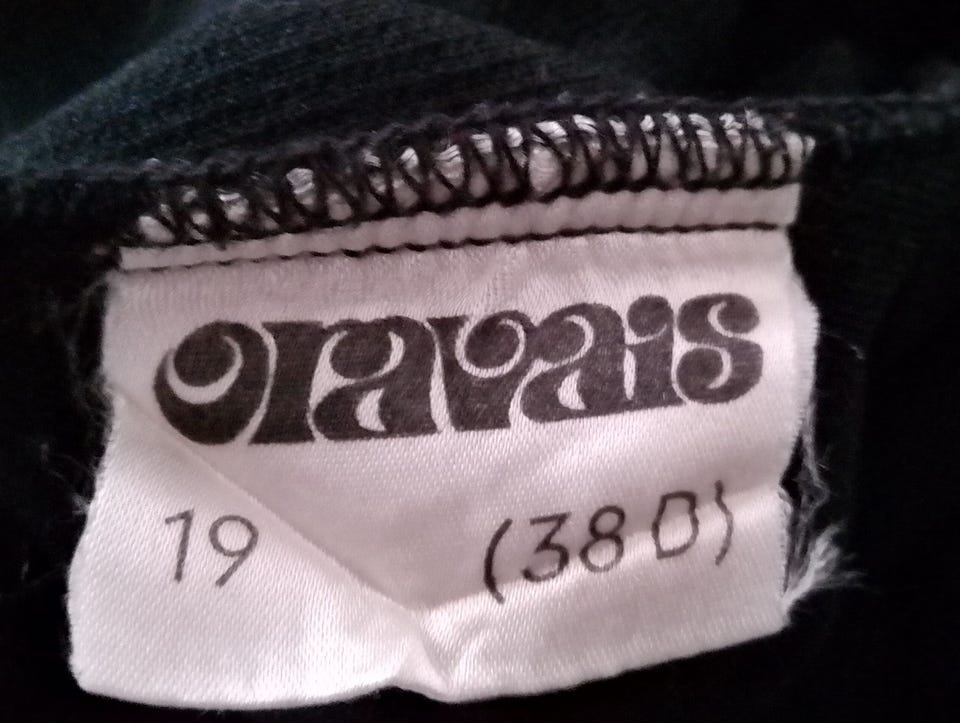 Oravais
19 (38 D)